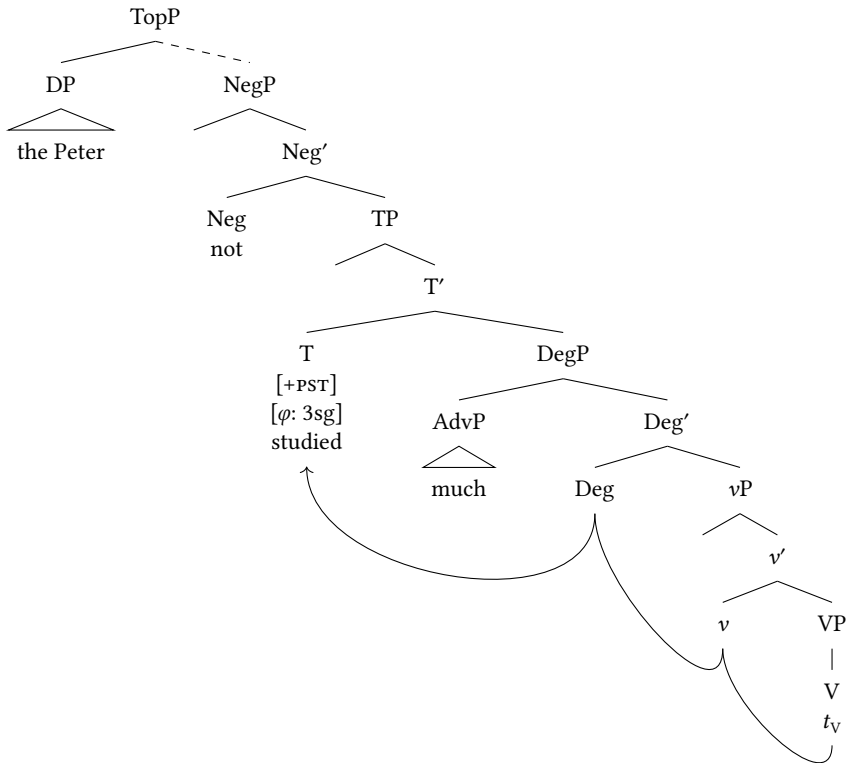 TopP
DP NegP
the Peter Neg′
Neg TP
not
T′
T DegP
[+PST]
[φ: 3sg] AdvP Deg′
studied
much Deg vP
v′
v VP
V
tV